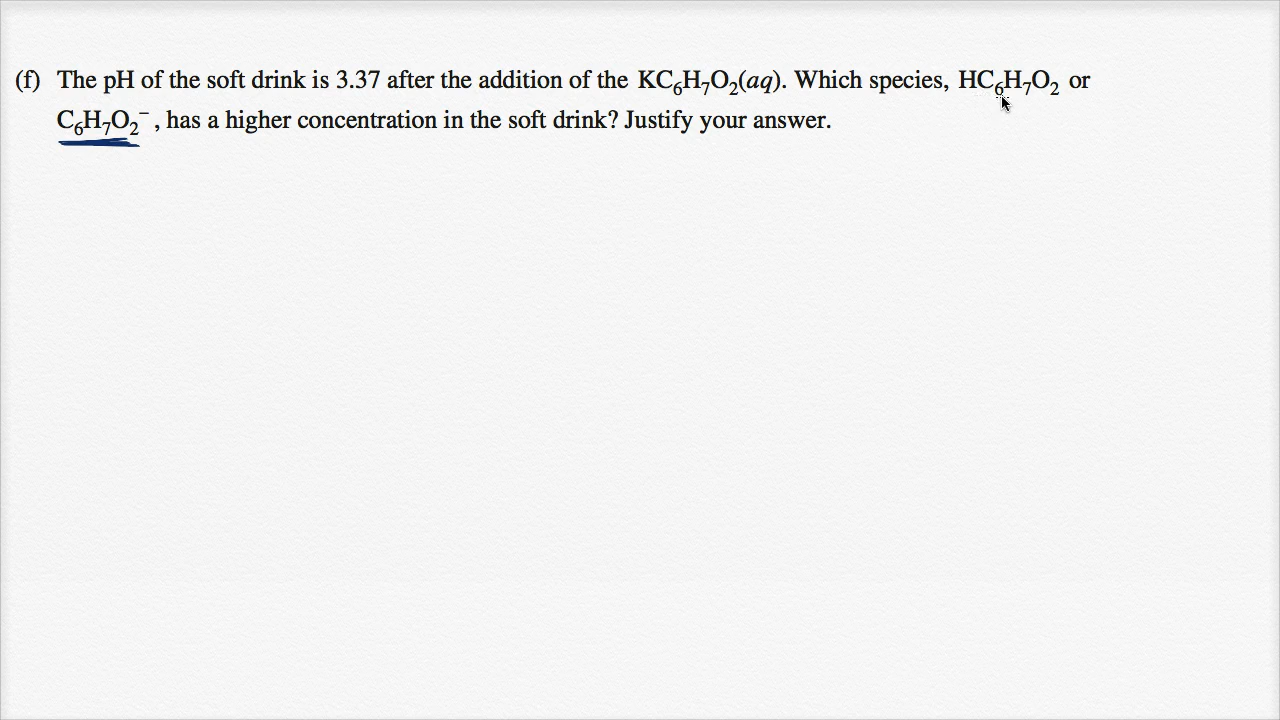 (f) The pH of the soft drink is 3.37 after the addition of the KC₆H₇O₂(aq). Which species, HC₆H₇O₂ or
C₆H₇O₂⁻, has a higher concentration in the soft drink? Justify your answer.